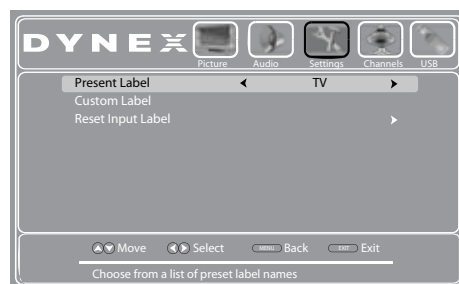 DYNEX
Picture Audio Settings Channels USB
Present Label TV
Custom Label
Reset Input Label
Move Select MENU Back EXIT Exit
Choose from a list of preset label names